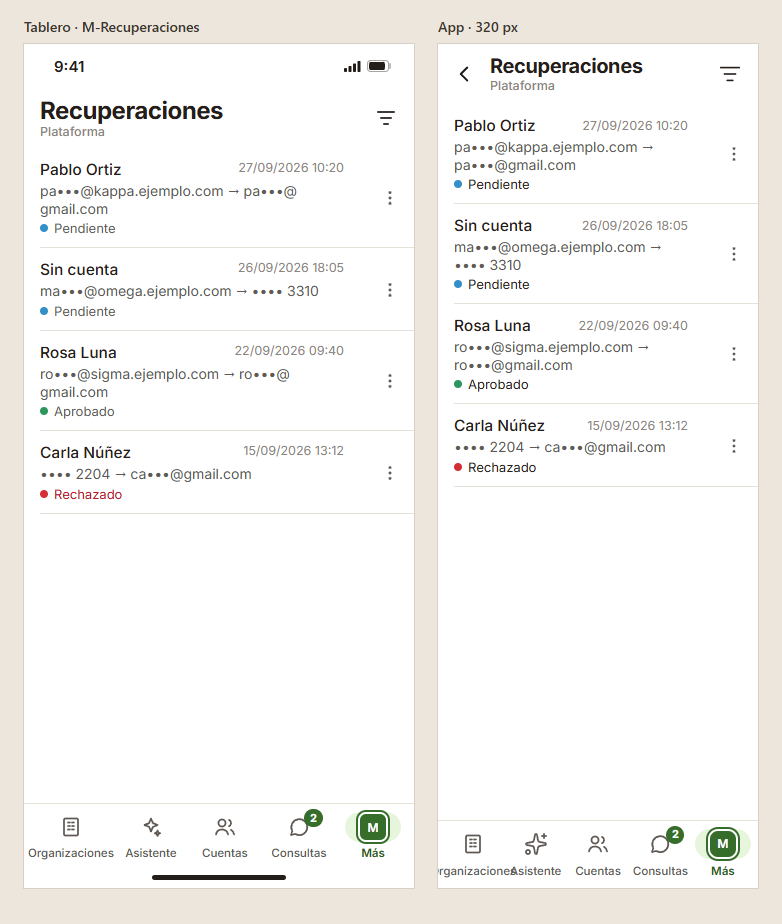 Tablero · M-Recuperaciones
9:41
Recuperaciones
Plataforma
Pablo Ortiz 27/09/2026 10:20
pa•••@kappa.ejemplo.com → pa•••@
gmail.com
Pendiente
Sin cuenta 26/09/2026 18:05
ma•••@omega.ejemplo.com → •••• 3310
Pendiente
Rosa Luna 22/09/2026 09:40
ro•••@sigma.ejemplo.com → ro•••@
gmail.com
Aprobado
Carla Núñez 15/09/2026 13:12
•••• 2204 → ca•••@gmail.com
Rechazado
2
M
Organizaciones Asistente Cuentas Consultas Más
App · 320 px
Recuperaciones
Plataforma
Pablo Ortiz 27/09/2026 10:20
pa•••@kappa.ejemplo.com →
pa•••@gmail.com
Pendiente
Sin cuenta 26/09/2026 18:05
ma•••@omega.ejemplo.com →
•••• 3310
Pendiente
Rosa Luna 22/09/2026 09:40
ro•••@sigma.ejemplo.com →
ro•••@gmail.com
Aprobado
Carla Núñez 15/09/2026 13:12
•••• 2204 → ca•••@gmail.com
Rechazado
2
M
rganizaciones Asistente Cuentas Consultas Más